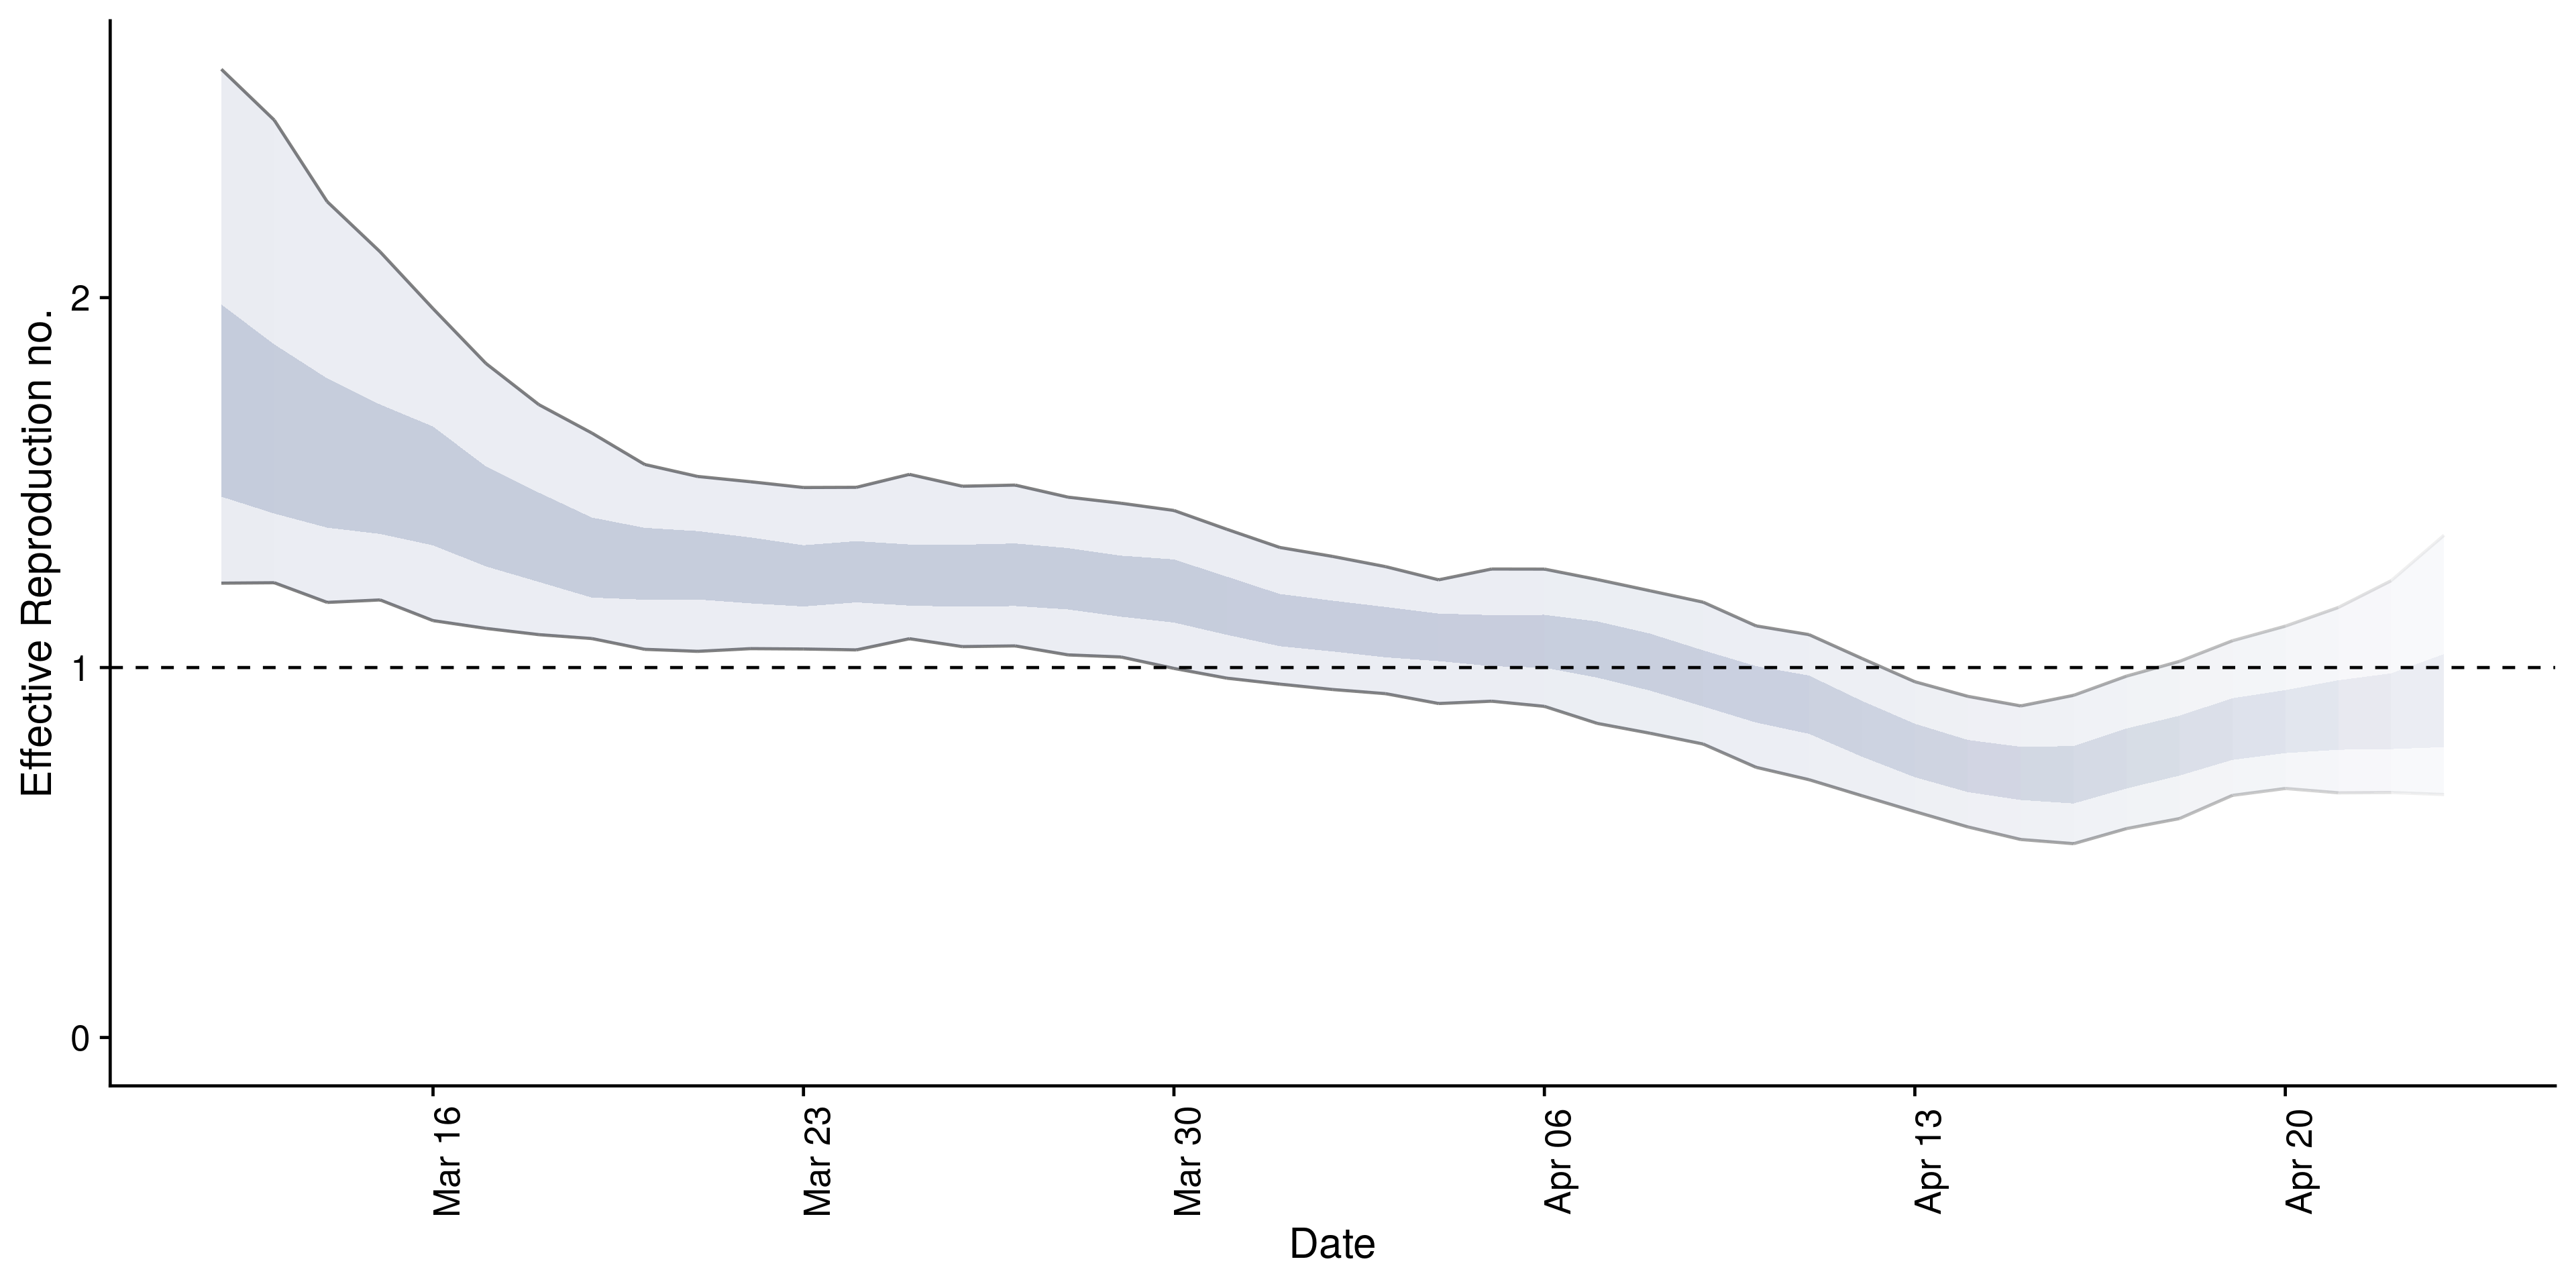 Effective Reproduction no.
2
1
0
Mar 16
Mar 23
Mar 30
Apr 06
Apr 13
Apr 20
Date